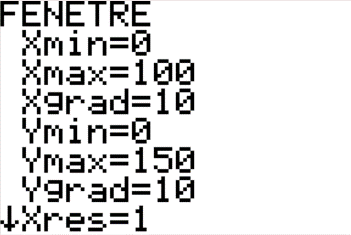 FENETRE
Xmin=0
Xmax=100
Xgrad=10
Ymin=0
Ymax=150
Ygrad=10
↓Xres=1